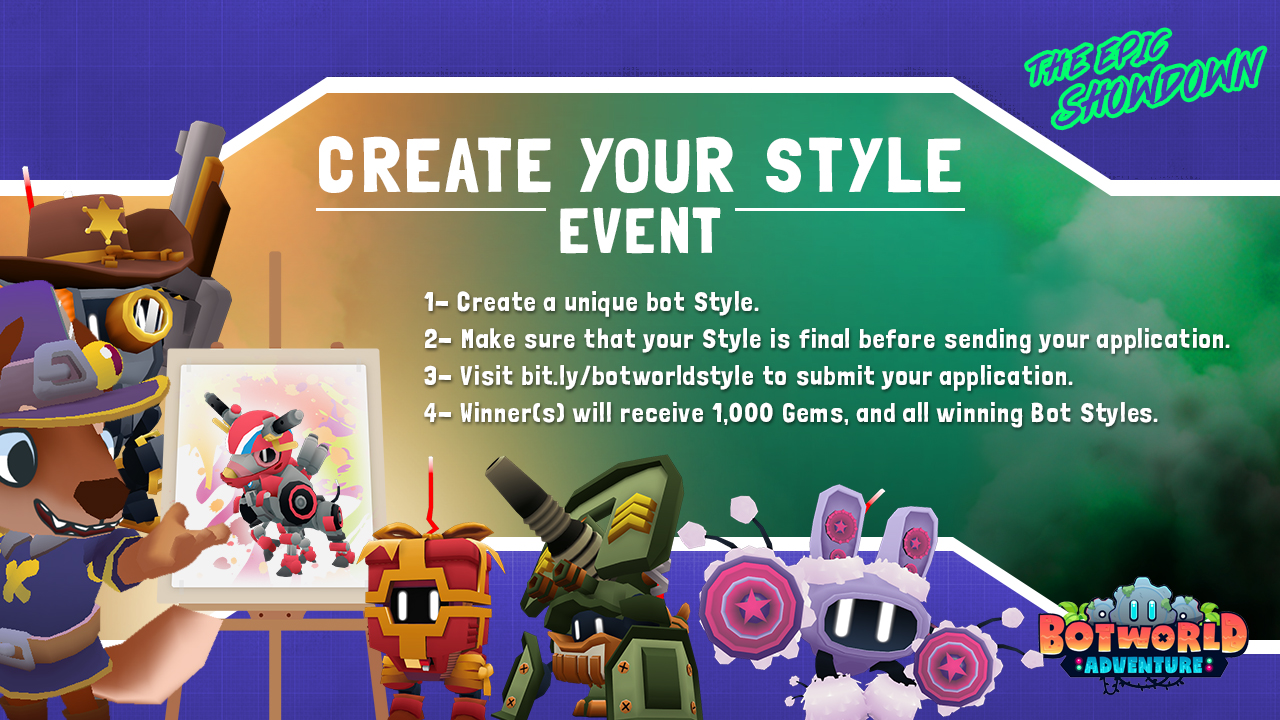 THE EPIC
SHOWDOWN
CREATE YOUR STYLE
EVENT
1- Create a unique bot Style.
2- Make sure that your Style is final before sending your application.
3- Visit bit.ly/botworldstyle to submit your application.
4- Winner(s) will receive 1,000 Gems, and all winning Bot Styles.
K
BOTWORLD
ADVENTURE